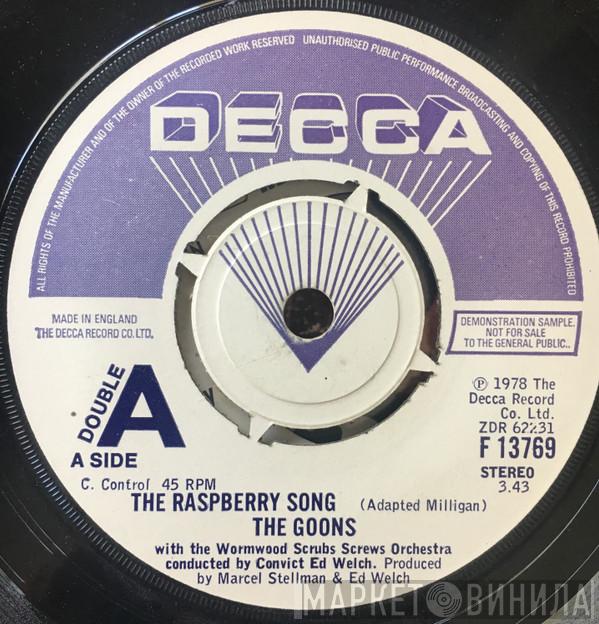 ALL RIGHTS OF THE MANUFACTURER AND OF THE OWNER OF THE RECORDED WORK RESERVED UNAUTHORISED PUBLIC PERFORMANCE BROADCASTING AND COPYING OF THIS RECORD PROHIBITED
DECCA
MADE IN ENGLAND
THE DECCA RECORD CO. LTD.
DEMONSTRATION SAMPLE.
NOT FOR SALE
TO THE GENERAL PUBLIC..
DOUBLE
A
A SIDE
℗ 1978 The
Decca Record
Co. Ltd.
ZDR 62231
F 13769
STEREO
3.43
C. Control 45 RPM
THE RASPBERRY SONG (Adapted Milligan)
THE GOONS
with the Wormwood Scrubs Screws Orchestra
conducted by Convict Ed Welch. Produced
by Marcel Stellman & Ed Welch
МАРКЕТ ВИНИЛА